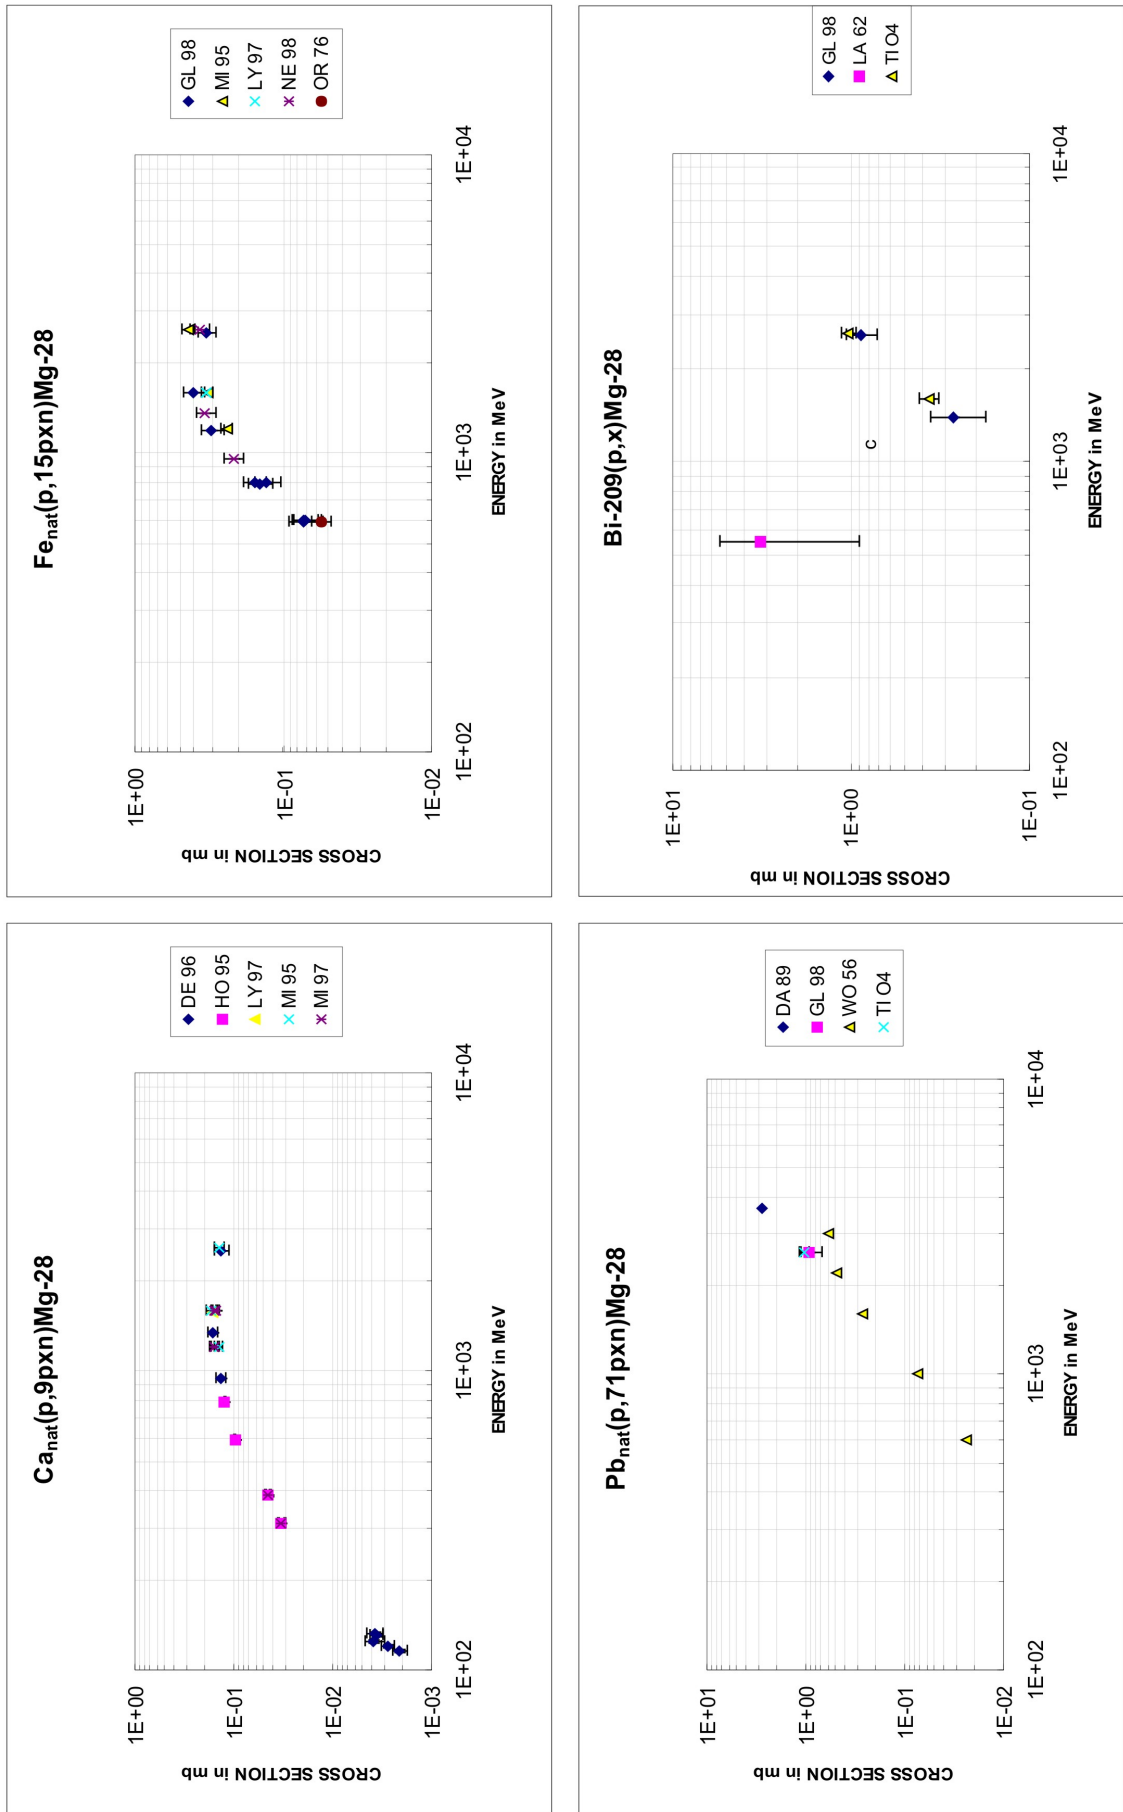 Ca_nat(p,9pxn)Mg-28
CROSS SECTION in mb
1E+00
1E-01
1E-02
1E-03
1E+02
1E+03
1E+04
ENERGY in MeV
DE 96
HO 95
LY 97
MI 95
MI 97
Fe_nat(p,15pxn)Mg-28
CROSS SECTION in mb
1E+00
1E-01
1E-02
1E+02
1E+03
1E+04
ENERGY in MeV
GL 98
MI 95
LY 97
NE 98
OR 76
Pb_nat(p,71pxn)Mg-28
CROSS SECTION in mb
1E+01
1E+00
1E-01
1E-02
1E+02
1E+03
1E+04
ENERGY in MeV
DA 89
GL 98
WO 56
TI O4
Bi-209(p,x)Mg-28
CROSS SECTION in mb
1E+01
1E+00
1E-01
1E+02
1E+03
1E+04
ENERGY in MeV
C
GL 98
LA 62
TI O4